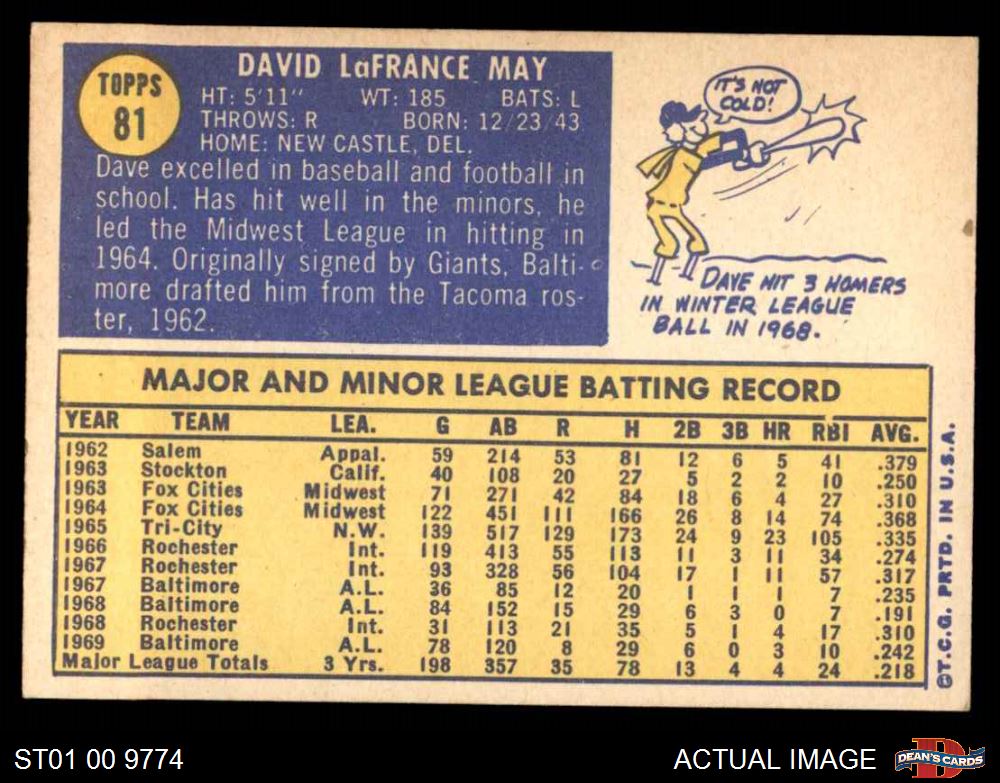 TOPPS
81
DAVID LaFRANCE MAY
HT: 5'11" WT: 185 BATS: L
THROWS: R BORN: 12/23/43
HOME: NEW CASTLE, DEL.
Dave excelled in baseball and football in
school. Has hit well in the minors, he
led the Midwest League in hitting in
1964. Originally signed by Giants, Balti-
more drafted him from the Tacoma ros-
ter, 1962.
IT'S NOT
COLD!
DAVE HIT 3 HOMERS
IN WINTER LEAGUE
BALL IN 1968.
MAJOR AND MINOR LEAGUE BATTING RECORD
YEAR TEAM LEA. G AB R H 2B 3B HR RBI AVG.
1962 Salem Appal. 59 214 53 81 12 6 5 41 .379
1963 Stockton Calif. 40 108 20 27 5 2 2 10 .250
1963 Fox Cities Midwest 71 271 42 84 18 6 4 27 .310
1964 Fox Cities Midwest 122 451 111 166 26 8 14 74 .368
1965 Tri-City N.W. 139 517 129 173 24 9 23 105 .335
1966 Rochester Int. 119 413 55 113 11 3 11 34 .274
1967 Rochester Int. 93 328 56 104 17 1 11 57 .317
1967 Baltimore A.L. 36 85 12 20 1 1 1 7 .235
1968 Baltimore A.L. 84 152 15 29 6 3 0 7 .191
1968 Rochester Int. 31 113 21 35 5 1 4 17 .310
1969 Baltimore A.L. 78 120 8 29 6 0 3 10 .242
Major League Totals 3 Yrs. 198 357 35 78 13 4 4 24 .218
©T.C.G. PRTD. IN U.S.A.
ST01 00 9774
ACTUAL IMAGE
DEAN'S CARDS